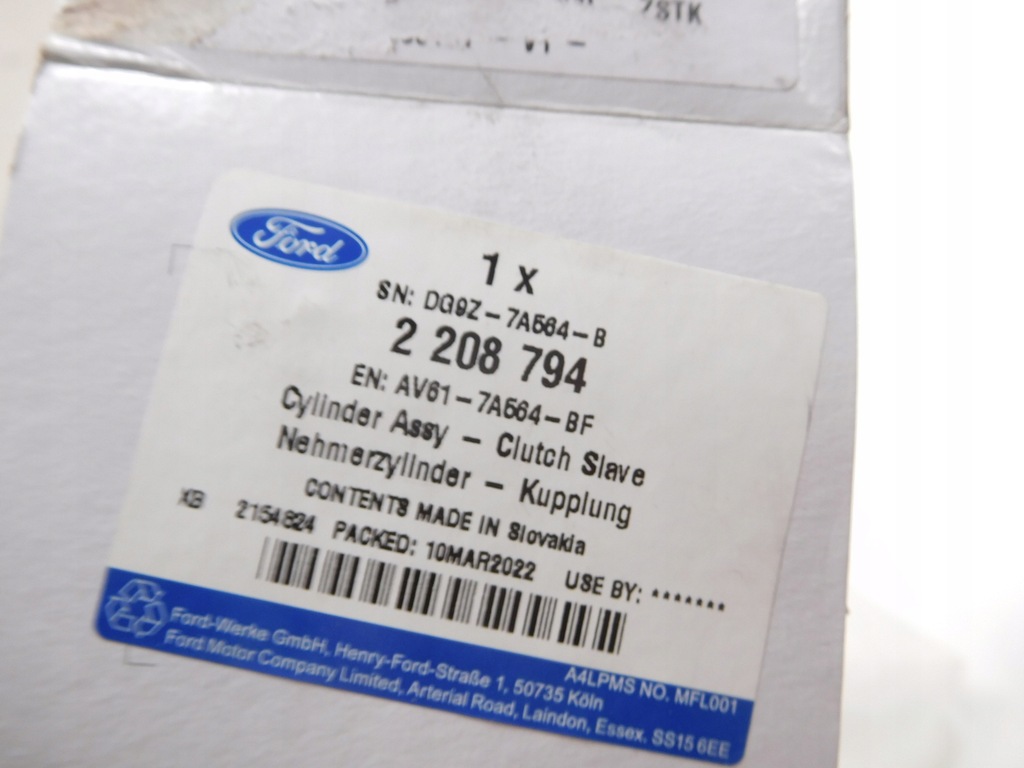 7STK
Ford
1 X
SN: DG9Z-7A564-B
2 208 794
EN: AV61-7A564-BF
Cylinder Assy - Clutch Slave
Nehmerzylinder - Kupplung
CONTENTS MADE IN Slovakia
XB 2154824 PACKED: 10MAR2022 USE BY: *******
A4LPMS NO. MFL001
Ford-Werke GmbH, Henry-Ford-Straße 1, 50735 Köln
Ford Motor Company Limited, Arterial Road, Laindon, Essex. SS15 6EE